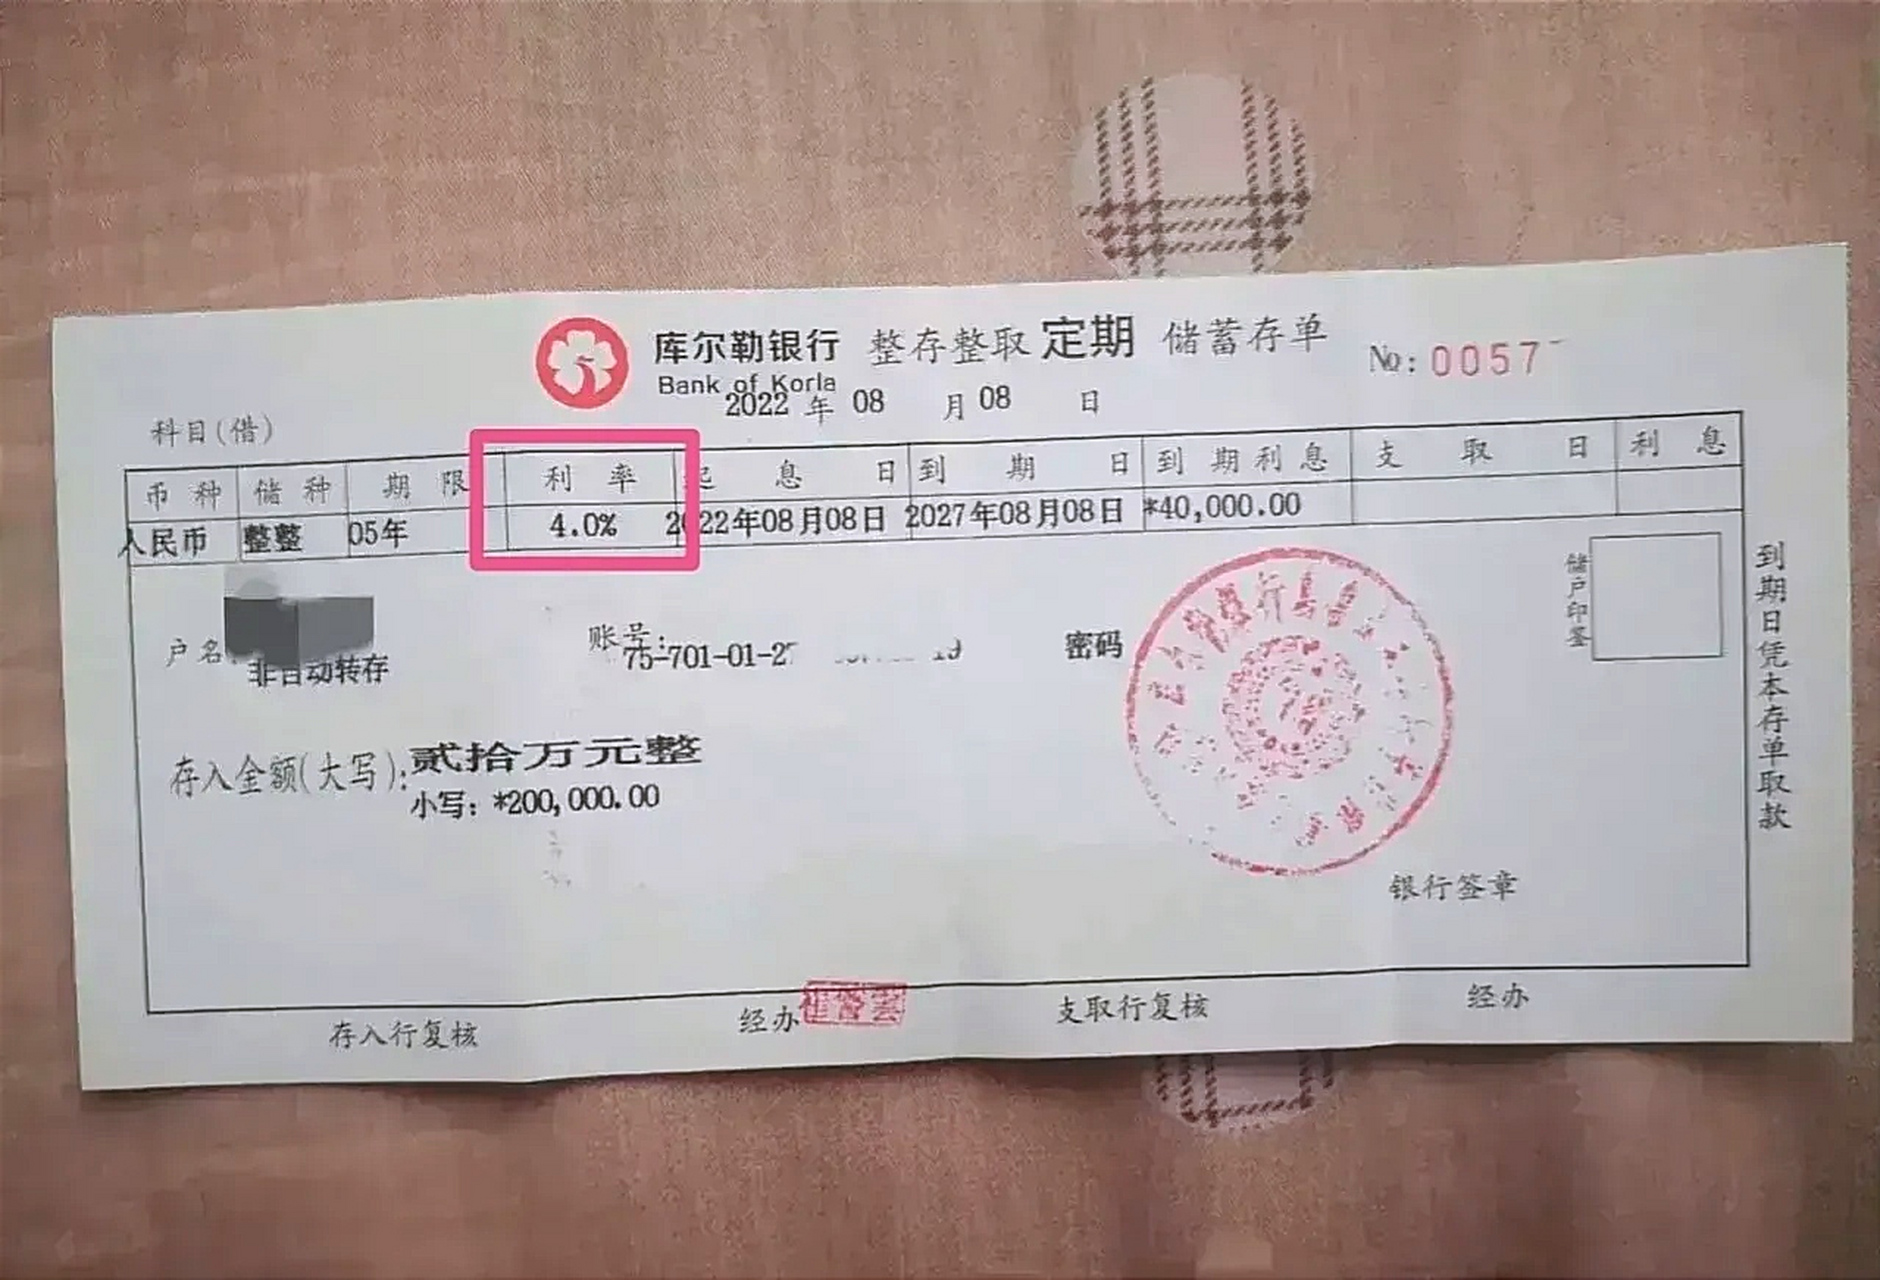 库尔勒银行 整存整取 定期 储蓄存单 No: 0057
Bank of Korla
2022 年 08 月 08 日
科目(借)
币种 储种 期限 利率 起息日 到期日 到期利息 支取日 利息
人民币 整整 05年 4.0% 2022年08月08日 2027年08月08日 *40,000.00
户名
非自动转存
账号:
75-701-01-2
密码
储户印鉴
到期日凭本存单取款
存入金额(大写): 贰拾万元整
小写: *200,000.00
银行签章
存入行复核 经办 支取行复核 经办